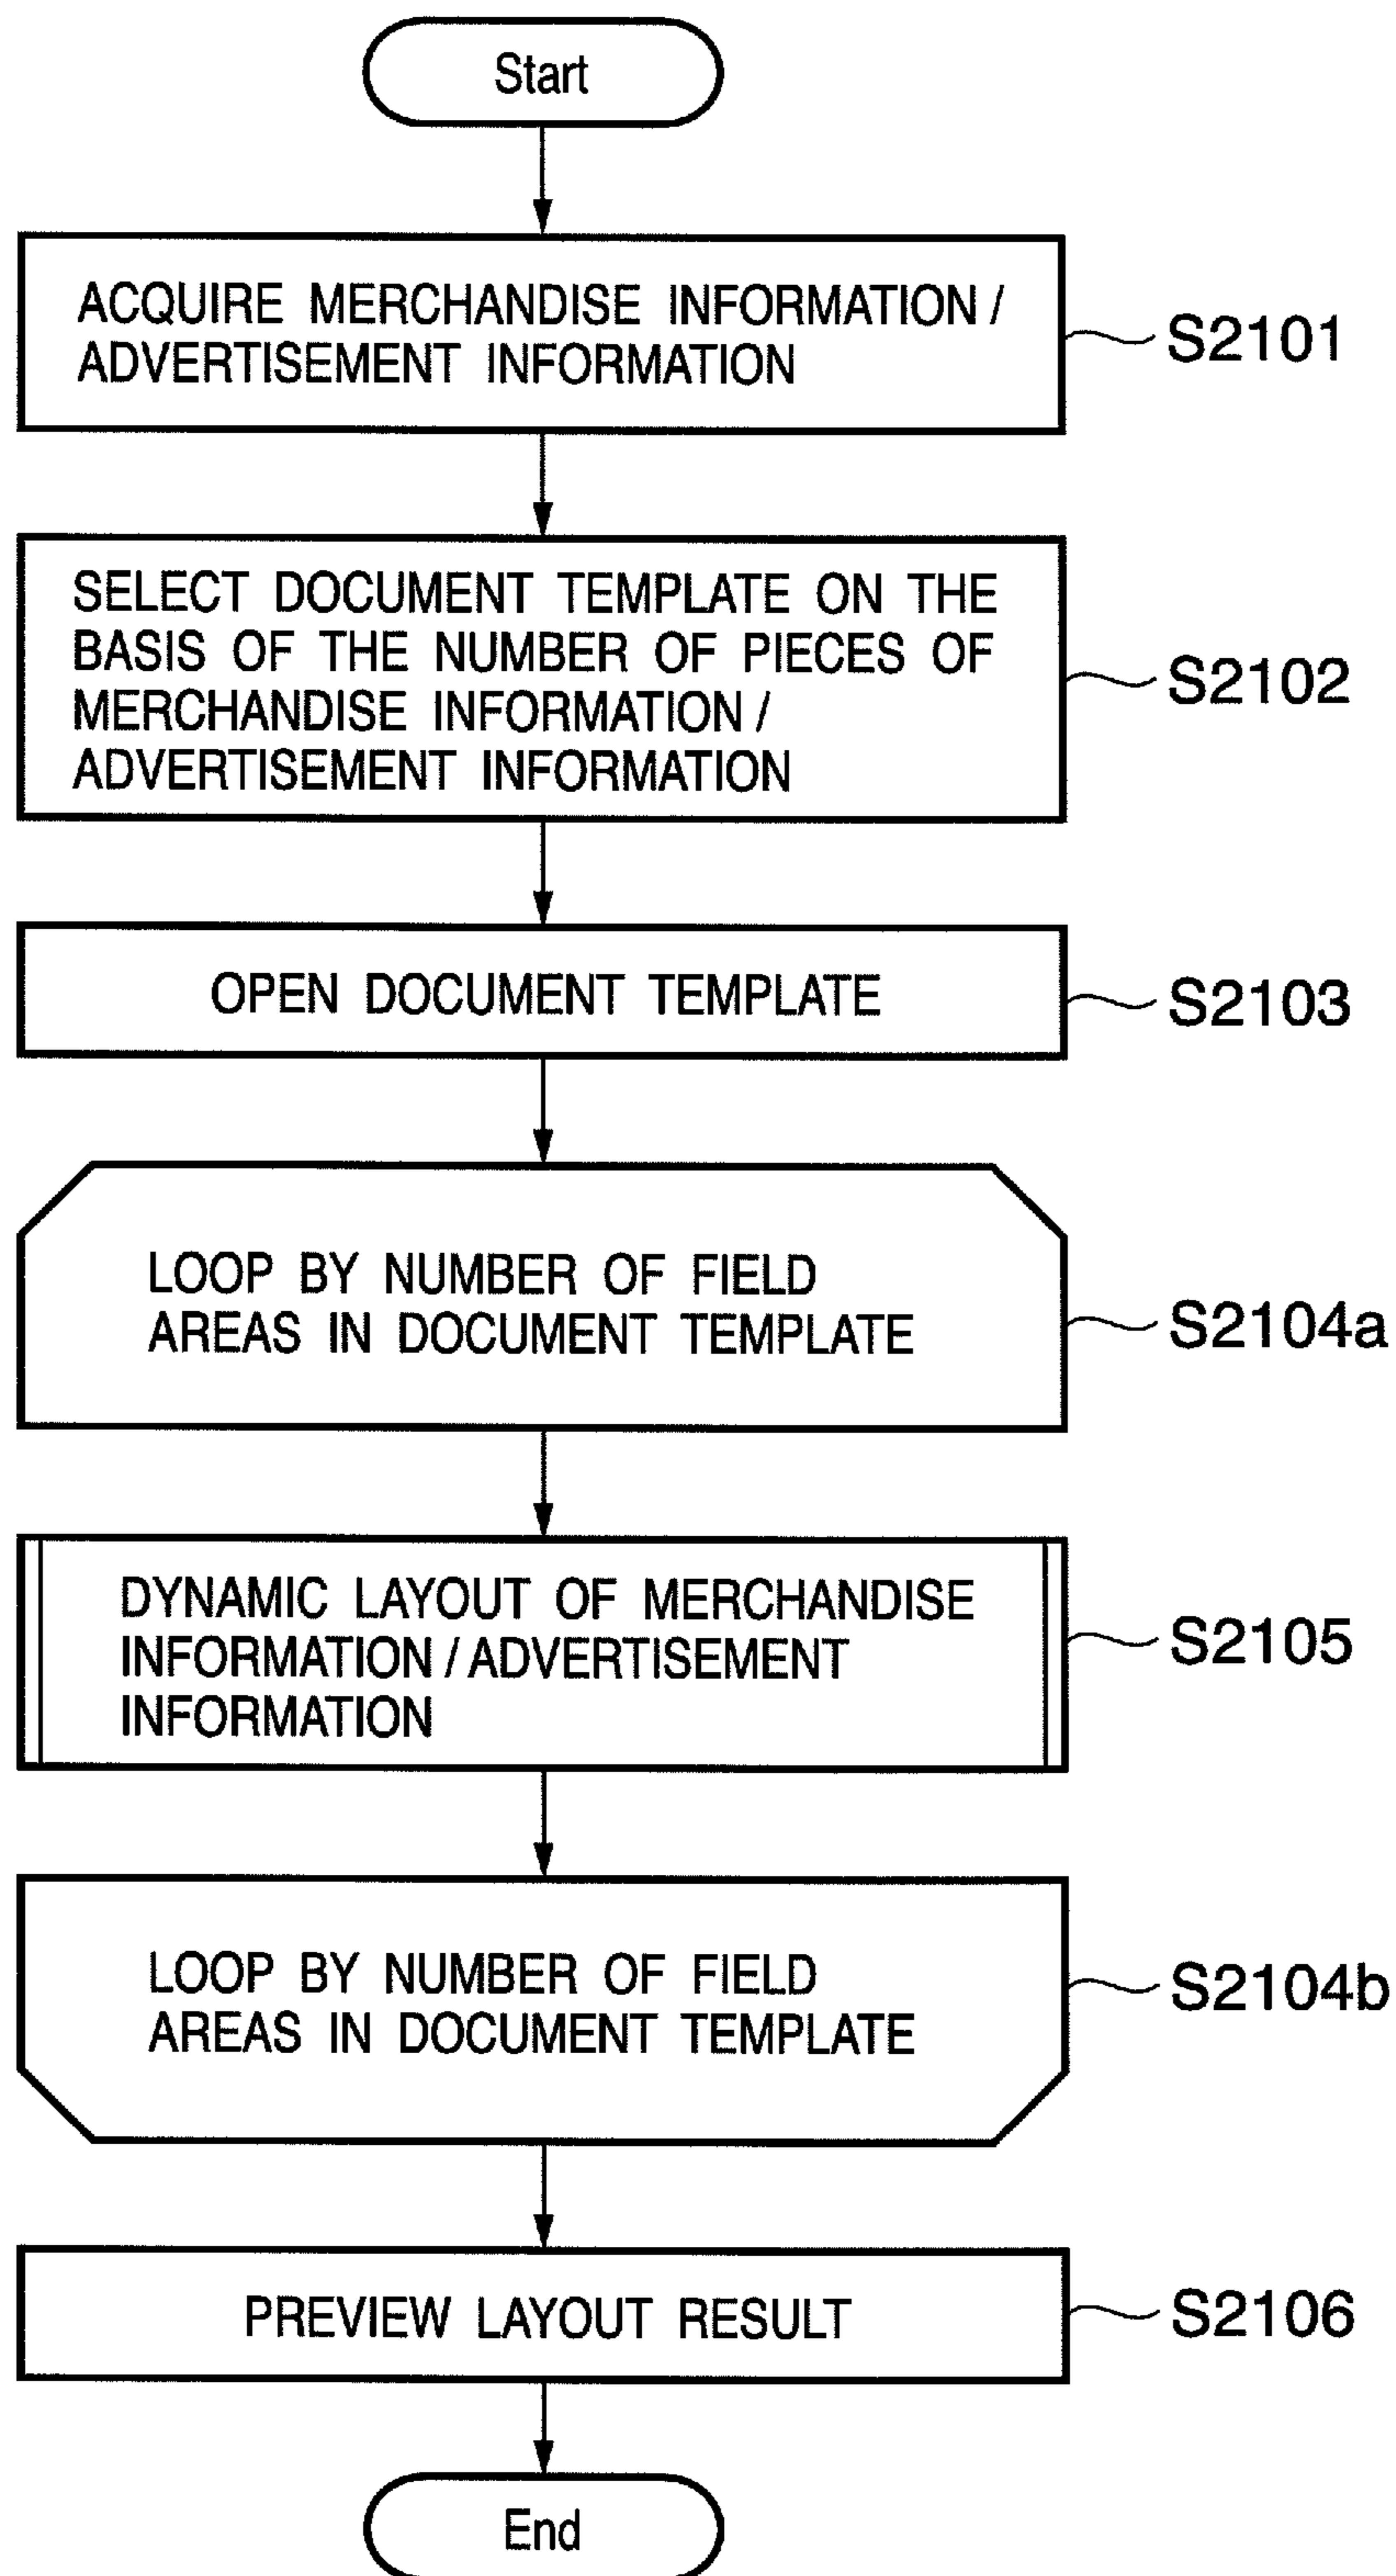 Start
ACQUIRE MERCHANDISE INFORMATION /
ADVERTISEMENT INFORMATION
S2101
SELECT DOCUMENT TEMPLATE ON THE
BASIS OF THE NUMBER OF PIECES OF
MERCHANDISE INFORMATION /
ADVERTISEMENT INFORMATION
S2102
OPEN DOCUMENT TEMPLATE
S2103
LOOP BY NUMBER OF FIELD
AREAS IN DOCUMENT TEMPLATE
S2104a
DYNAMIC LAYOUT OF MERCHANDISE
INFORMATION / ADVERTISEMENT
INFORMATION
S2105
LOOP BY NUMBER OF FIELD
AREAS IN DOCUMENT TEMPLATE
S2104b
PREVIEW LAYOUT RESULT
S2106
End